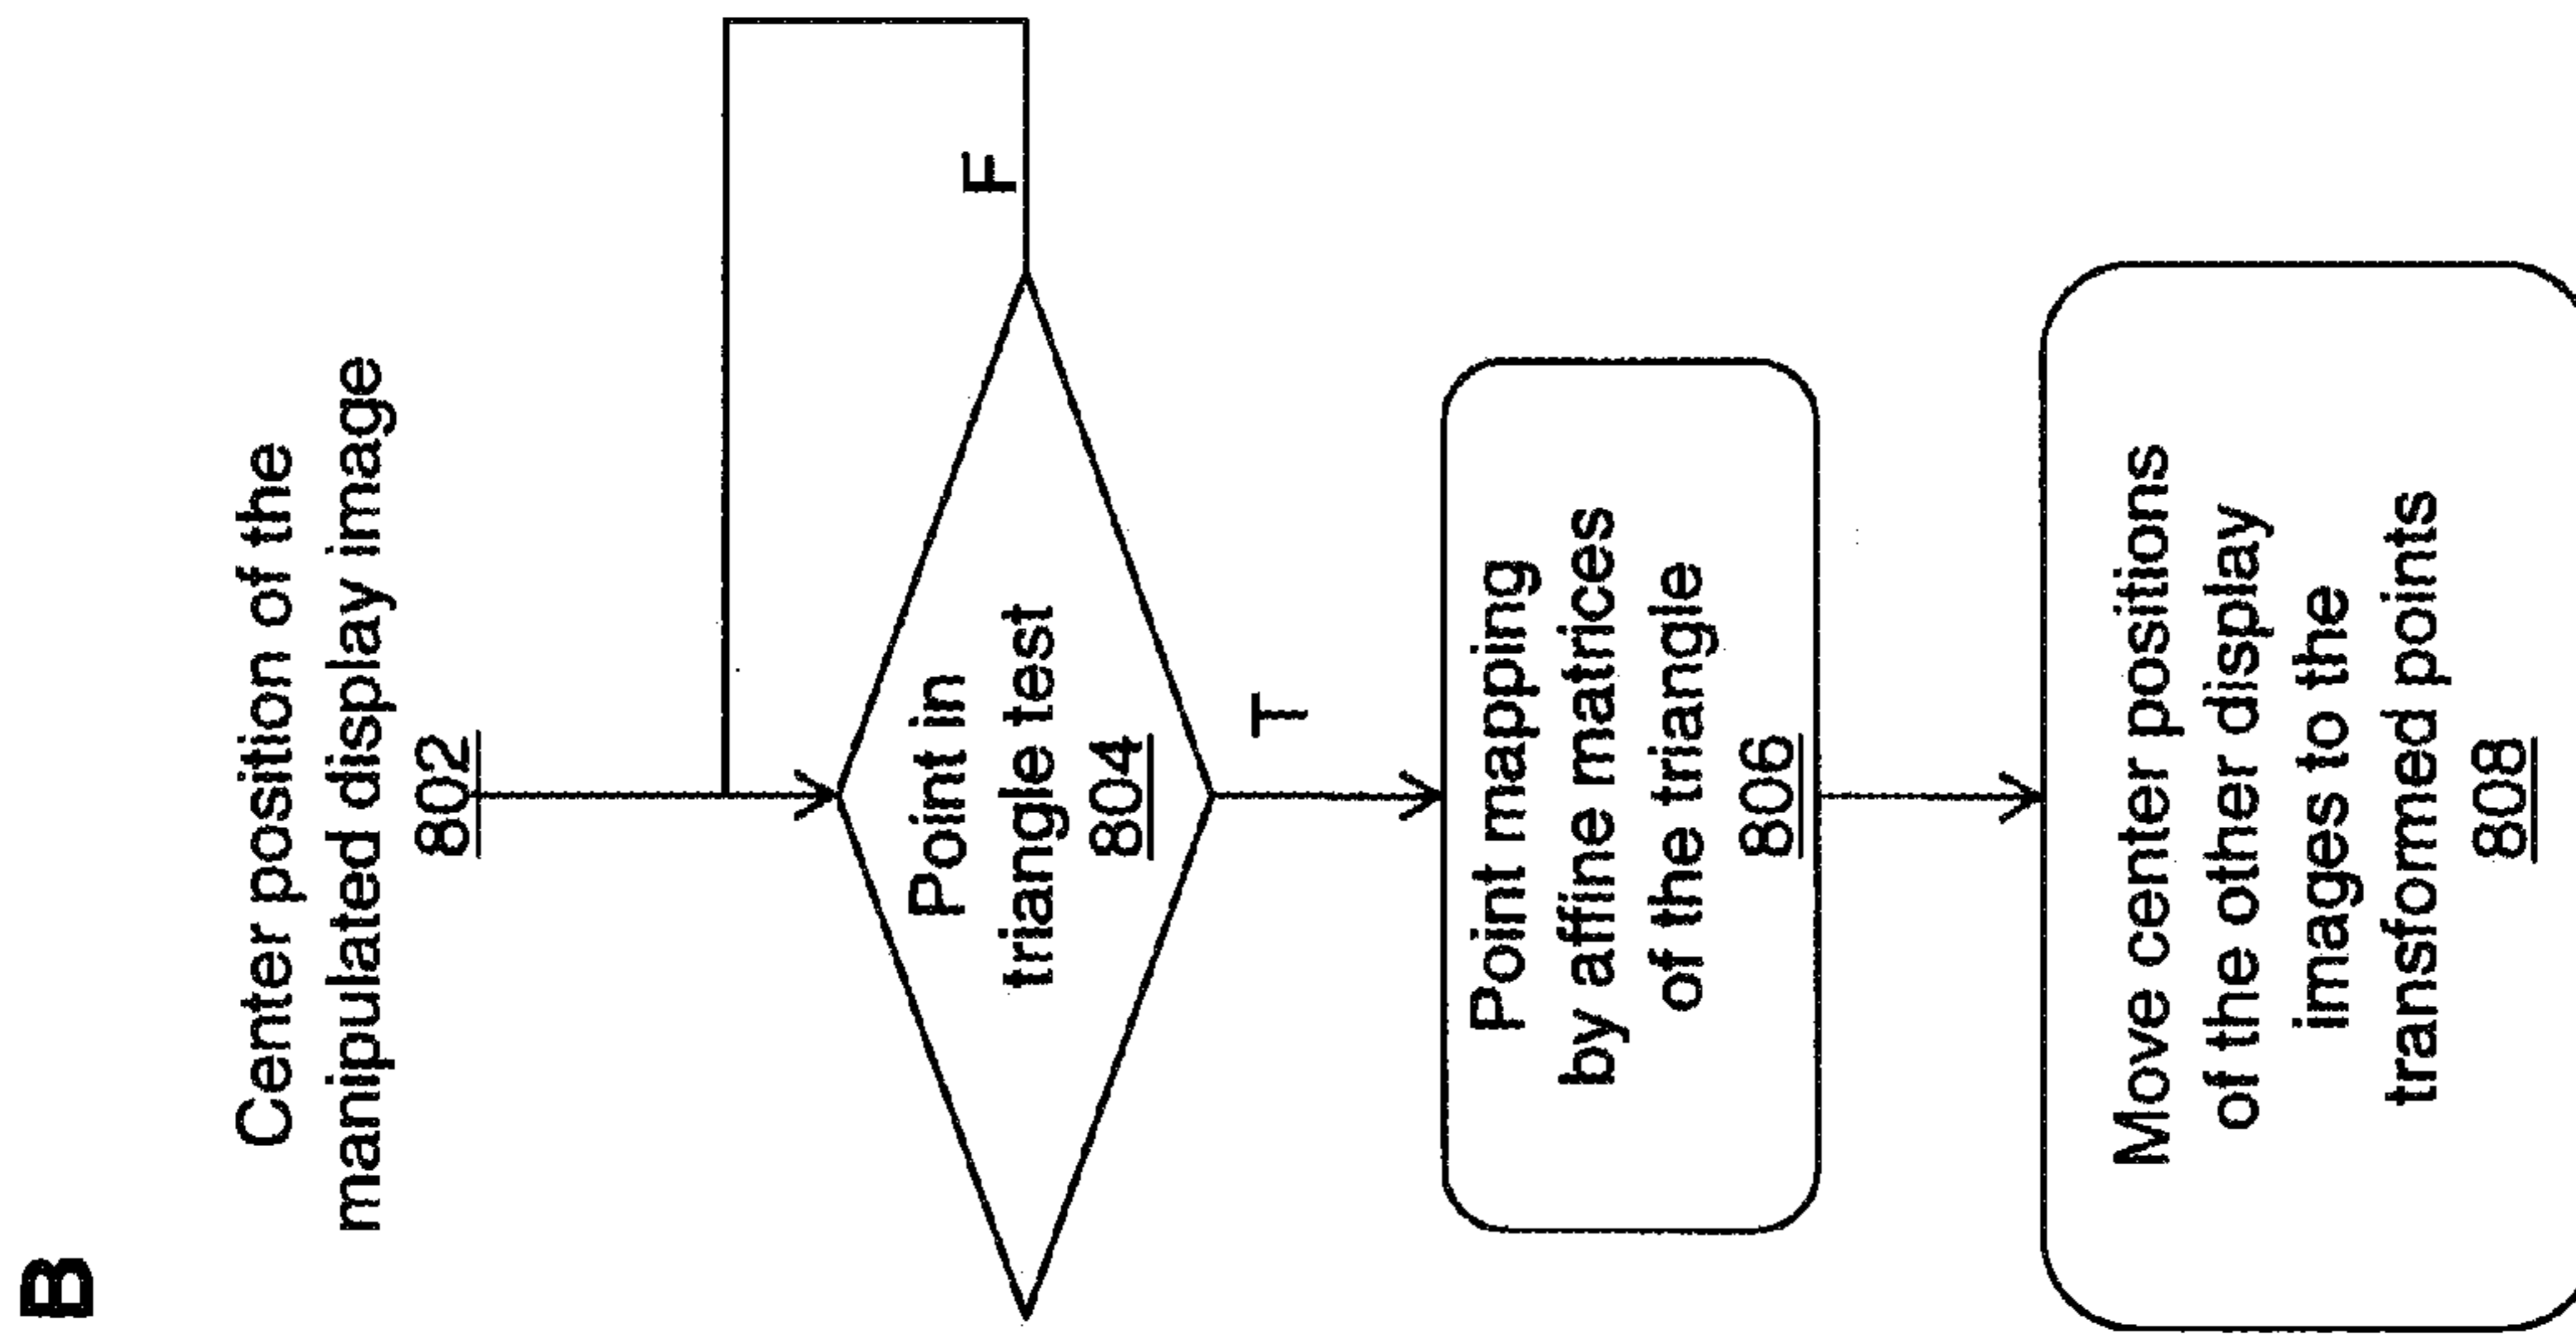 B
Center position of the
manipulated display image
802
Point in
triangle test
804
F
T
Point mapping
by affine matrices
of the triangle
806
Move center positions
of the other display
images to the
transformed points
808